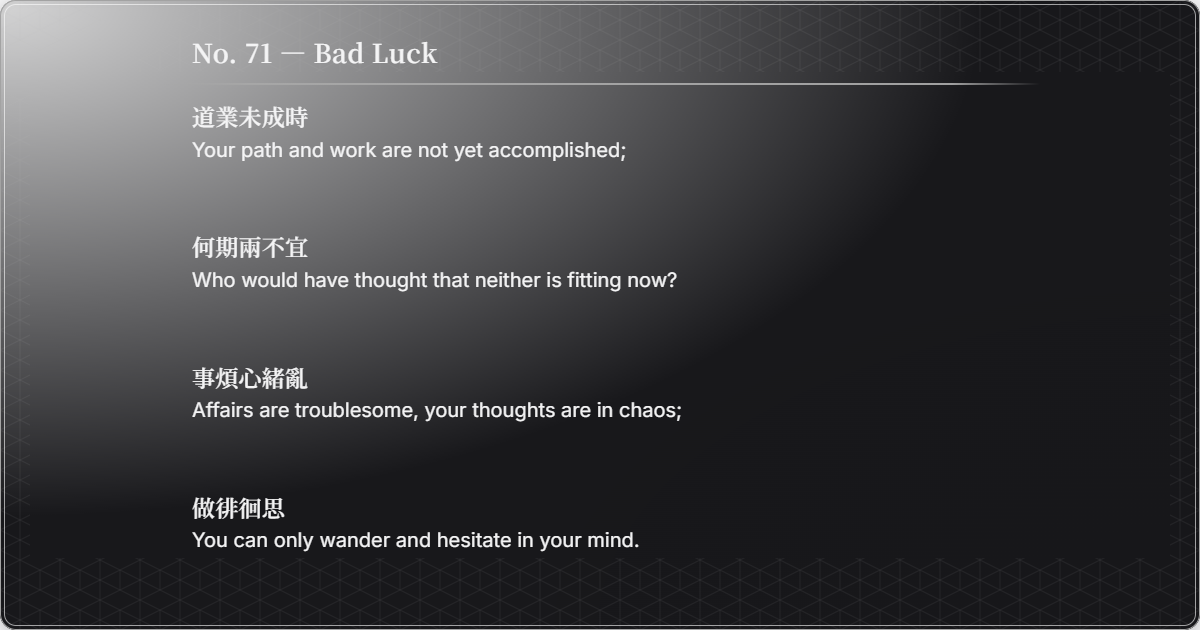 No. 71 — Bad Luck
道業未成時
Your path and work are not yet accomplished;
何期兩不宜
Who would have thought that neither is fitting now?
事煩心緒亂
Affairs are troublesome, your thoughts are in chaos;
做徘徊思
You can only wander and hesitate in your mind.